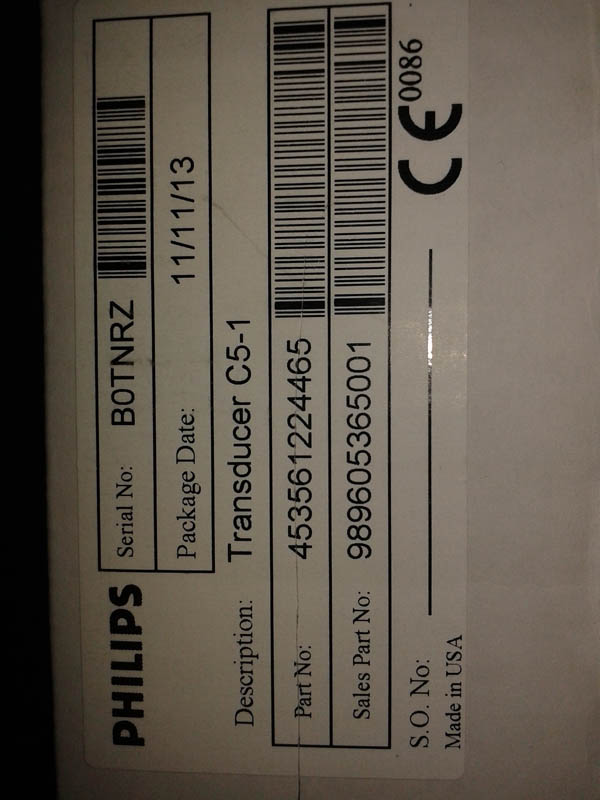 PHILIPS
Serial No: B0TNRZ
Package Date: 11/11/13
Description: Transducer C5-1
Part No: 453561224465
Sales Part No: 989605365001
S.O. No:
Made in USA
CE 0086